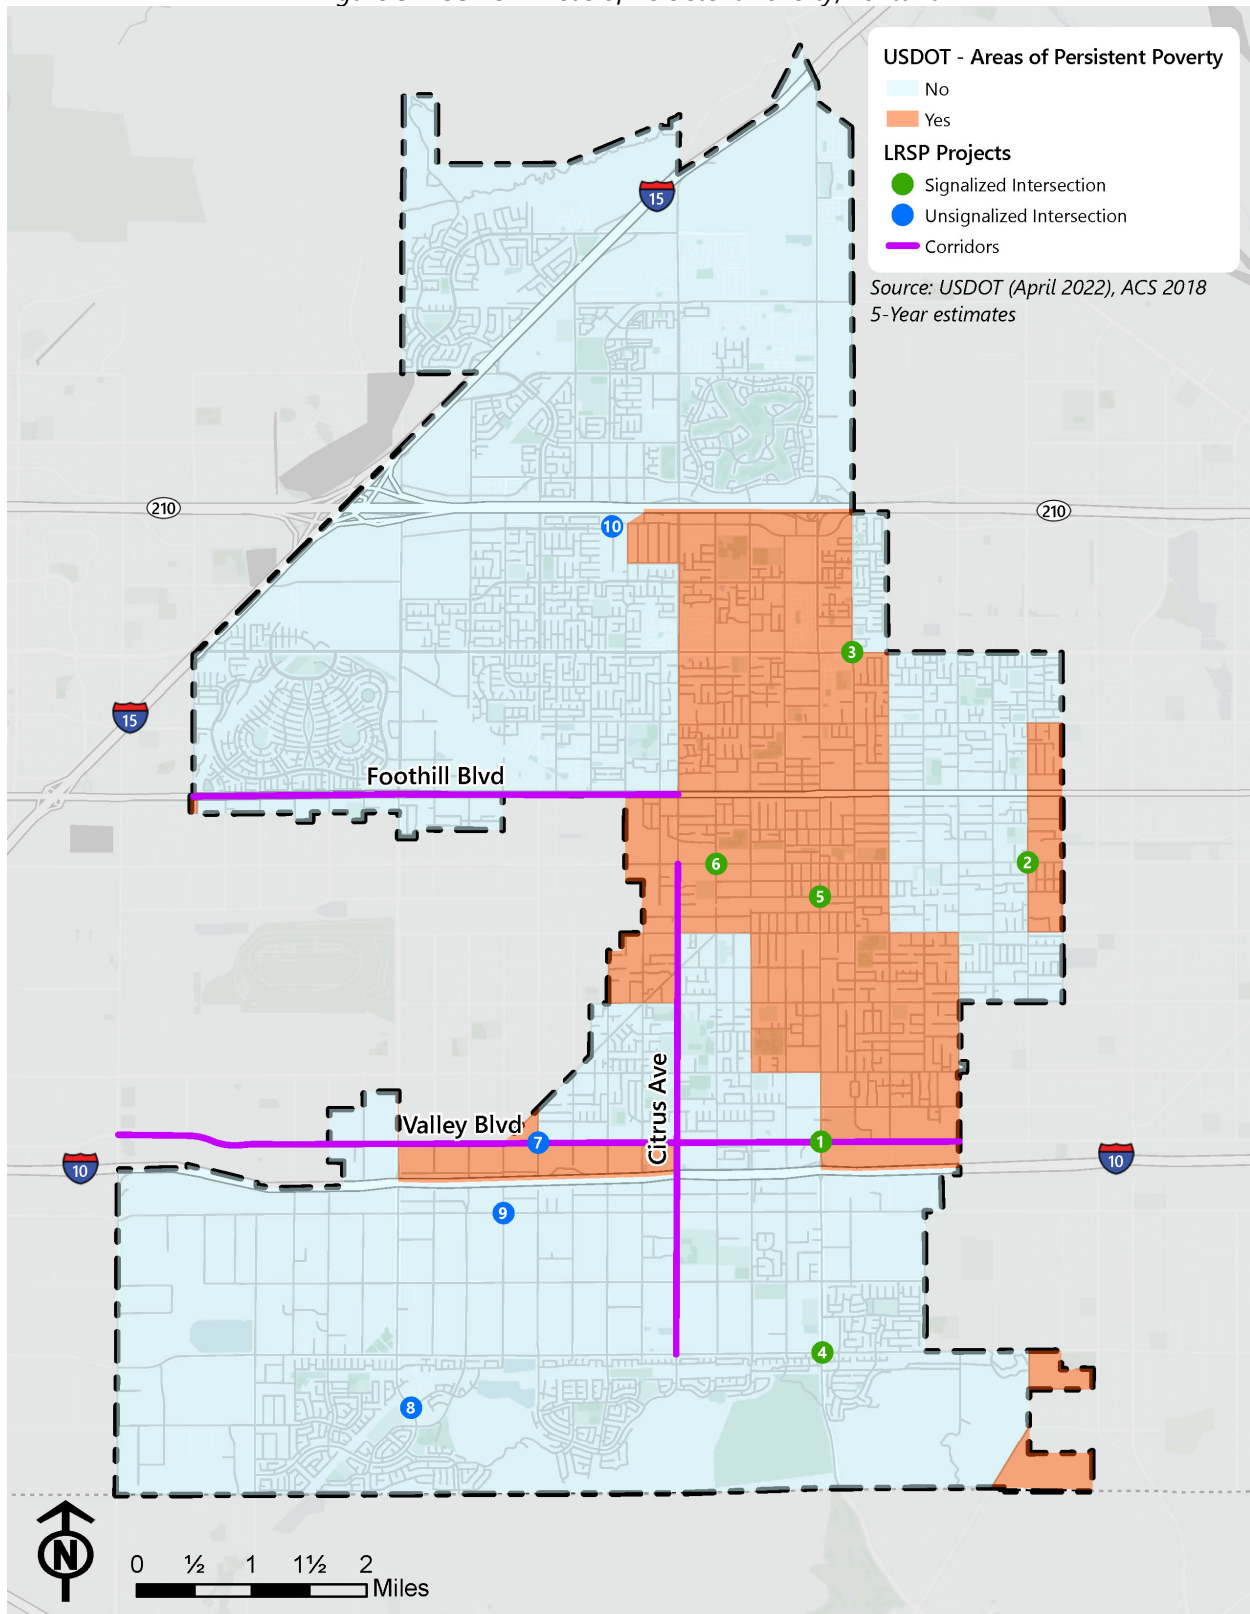 USDOT - Areas of Persistent Poverty
No
Yes
LRSP Projects
Signalized Intersection
Unsignalized Intersection
Corridors
Source: USDOT (April 2022), ACS 2018
5-Year estimates
15
210
210
10
3
15
Foothill Blvd
6
2
5
Citrus Ave
Valley Blvd
7
1
10
10
9
4
8
N
0 ½ 1 1½ 2
Miles